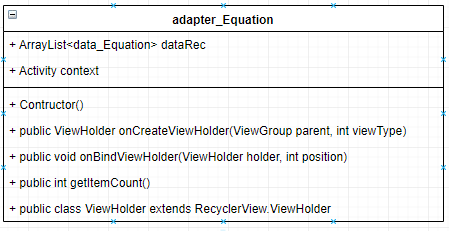 adapter_Equation
+ ArrayList<data_Equation> dataRec
+ Activity context
+ Contructor()
+ public ViewHolder onCreateViewHolder(ViewGroup parent, int viewType)
+ public void onBindViewHolder(ViewHolder holder, int position)
+ public int getItemCount()
+ public class ViewHolder extends RecyclerView.ViewHolder